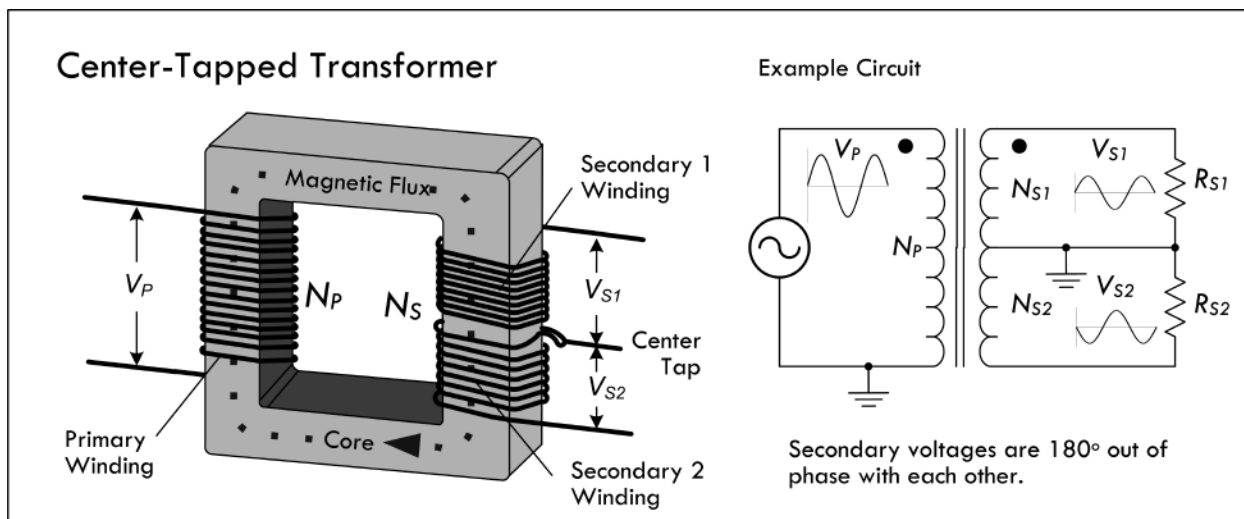 Center-Tapped Transformer
Magnetic Flux
Secondary 1
Winding
VP
NP
NS
VS1
Center
Tap
VS2
Primary
Winding
Core
Secondary 2
Winding
Example Circuit
VP
NP
NS1
VS1
RS1
NS2
VS2
RS2
Secondary voltages are 180° out of
phase with each other.